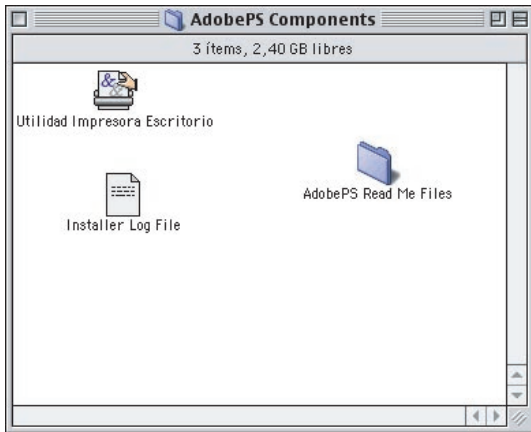 AdobePS Components
3 ítems, 2,40 GB libres
Utilidad Impresora Escritorio
AdobePS Read Me Files
Installer Log File